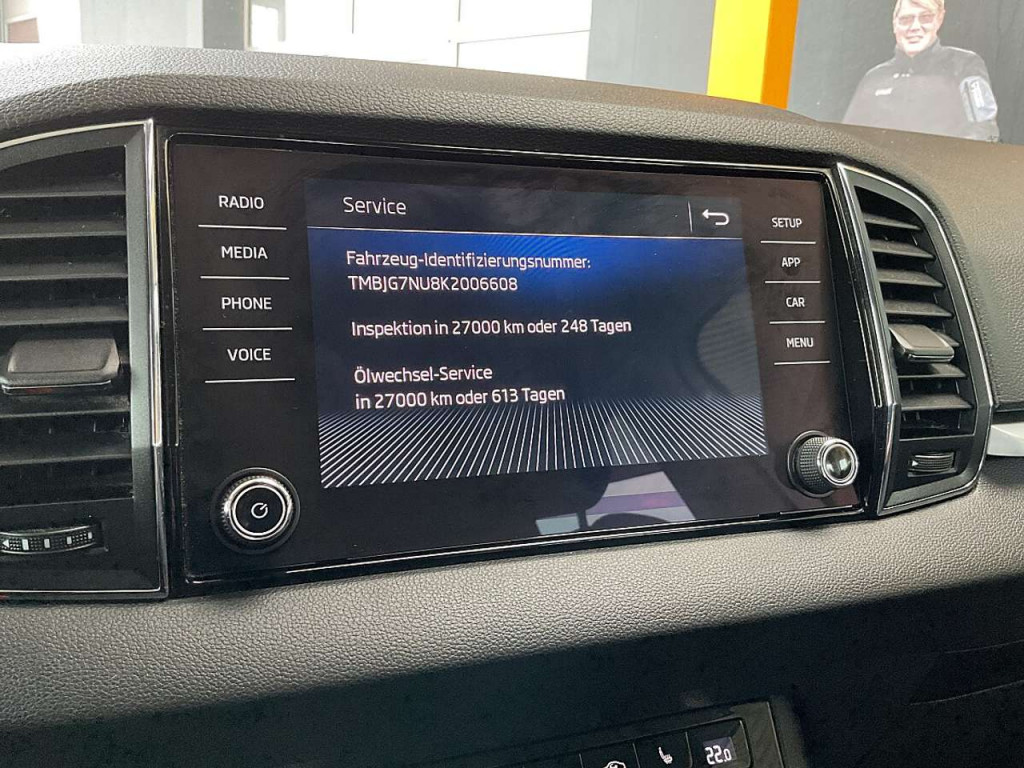 RADIO
MEDIA
PHONE
VOICE
Service
Fahrzeug-Identifizierungsnummer:
TMBJG7NU8K2006608
Inspektion in 27000 km oder 248 Tagen
Ölwechsel-Service
in 27000 km oder 613 Tagen
SETUP
APP
CAR
MENU
22.0